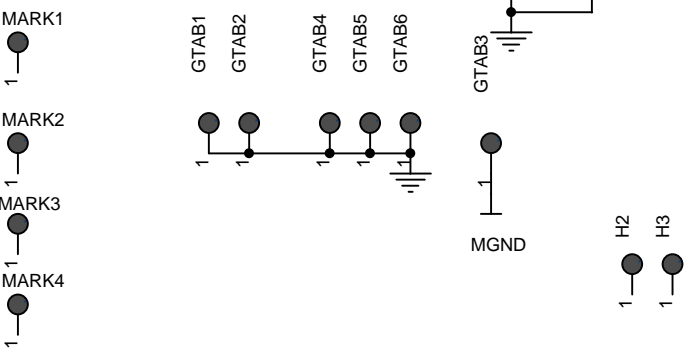 MARK1
1
MARK2
1
MARK3
1
MARK4
1
GTAB1
GTAB2
GTAB4
GTAB5
GTAB6
1
1
1
1
1
GTAB3
1
MGND
H2
H3
1
1